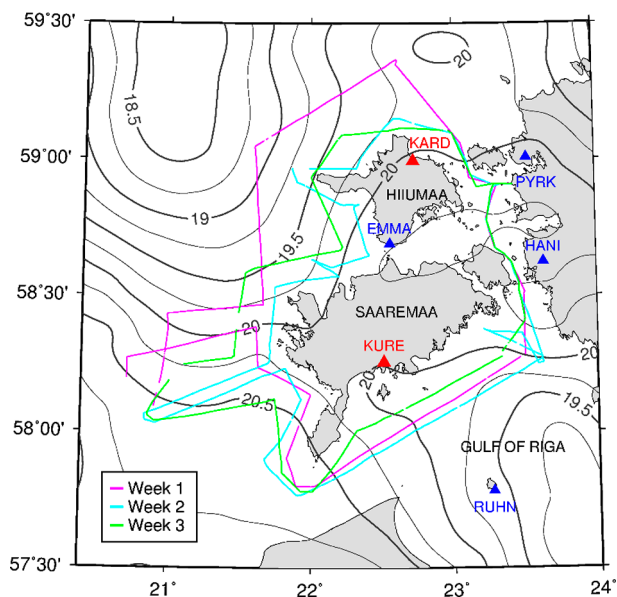 59°30'
20
18.5
59°00'
KARD
20
PYRK
HIIUMAA
19
EMMA
19.5
HANI
58°30'
SAAREMAA
20
KURE
20
20
20.5
19.5
58°00'
GULF OF RIGA
Week 1
Week 2
Week 3
RUHN
57°30'
21° 22° 23° 24°